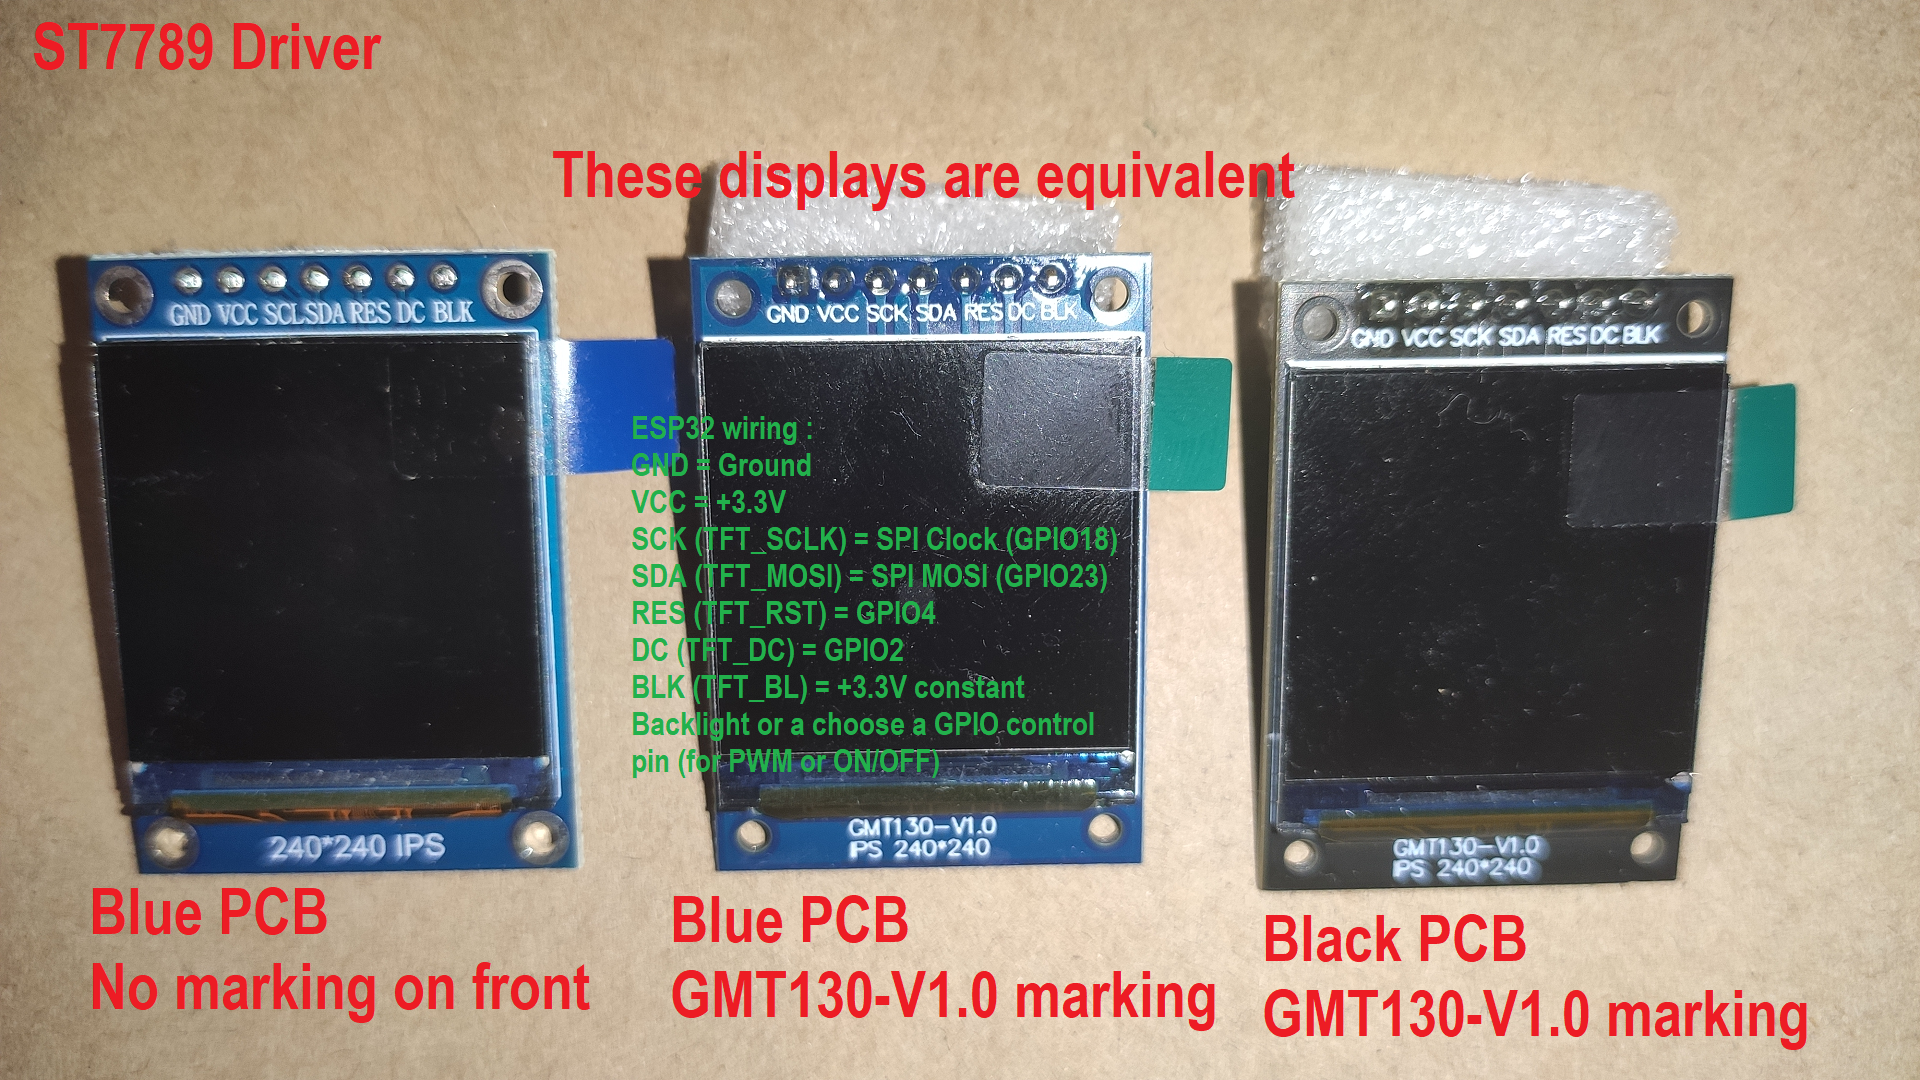 ST7789 Driver
These displays are equivalent
GND VCC SCL SDA RES DC BLK
GND VCC SCK SDA RES DC BLK
GND VCC SCK SDA RES DC BLK
ESP32 wiring :
GND = Ground
VCC = +3.3V
SCK (TFT_SCLK) = SPI Clock (GPIO18)
SDA (TFT_MOSI) = SPI MOSI (GPIO23)
RES (TFT_RST) = GPIO4
DC (TFT_DC) = GPIO2
BLK (TFT_BL) = +3.3V constant
Backlight or a choose a GPIO control
pin (for PWM or ON/OFF)
240*240 IPS
GMT130-V1.0
IPS 240*240
GMT130-V1.0
IPS 240*240
Blue PCB
No marking on front
Blue PCB
GMT130-V1.0 marking
Black PCB
GMT130-V1.0 marking